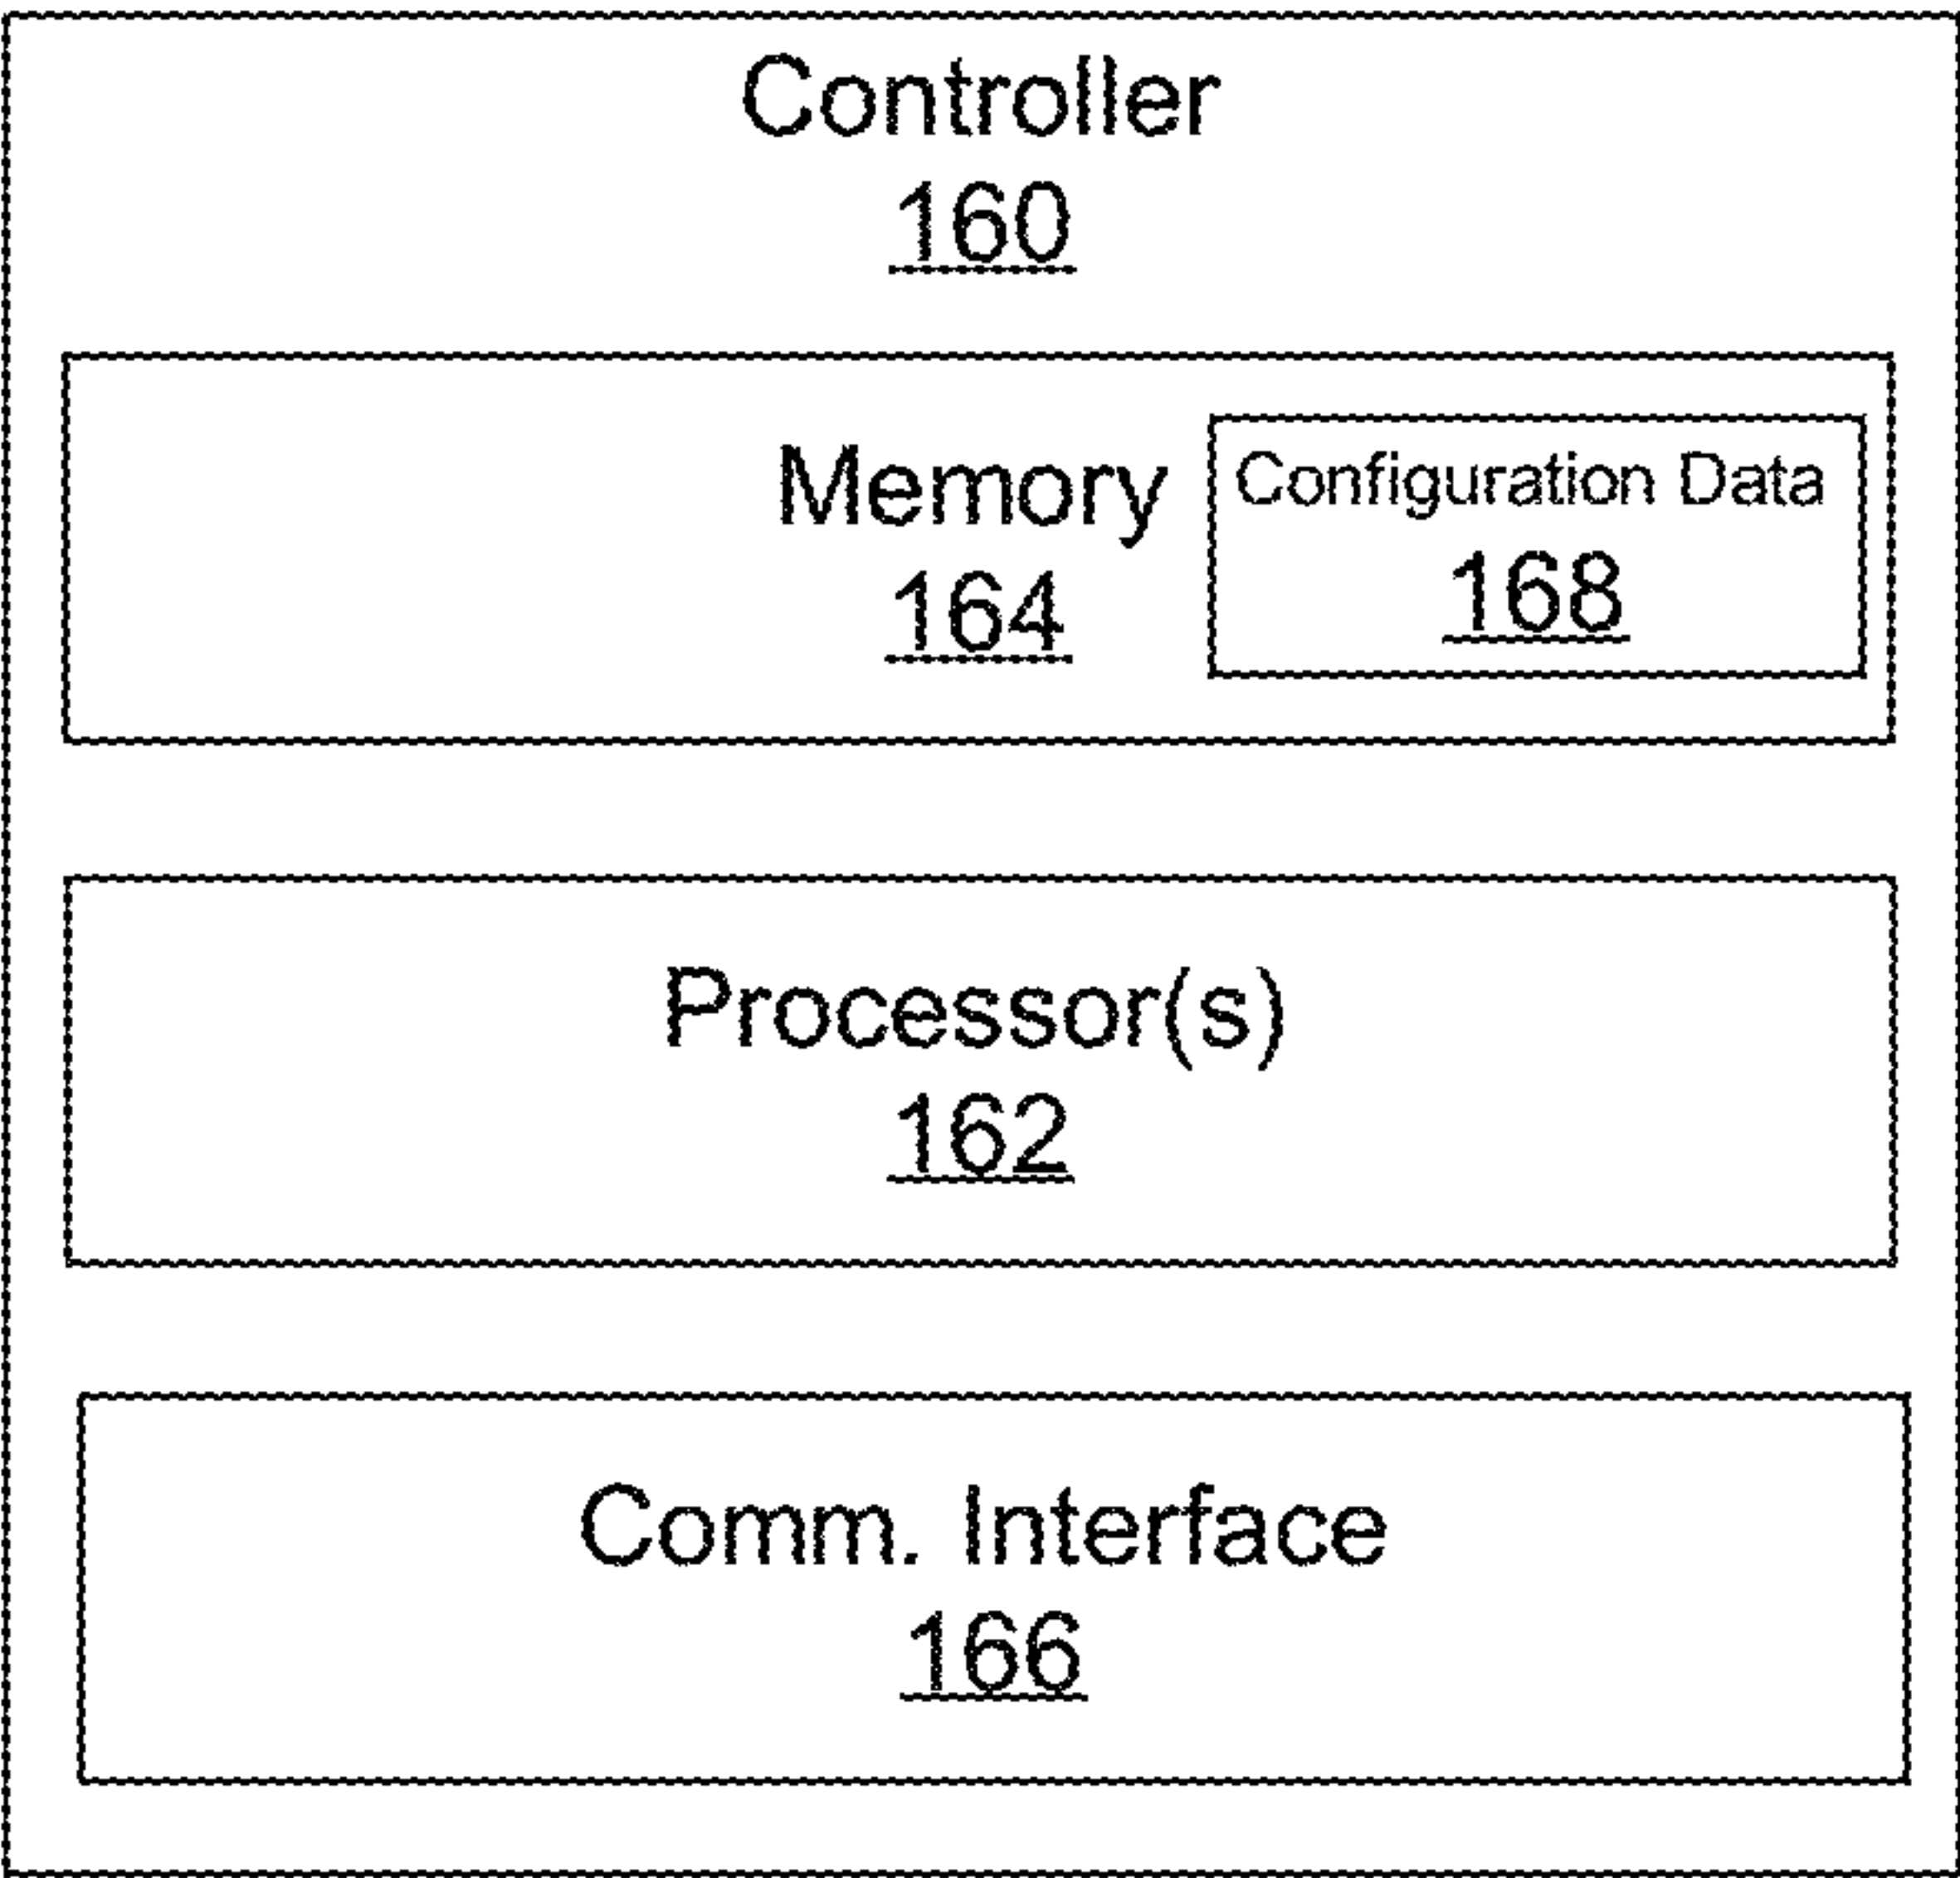 Controller
160
Memory
164
Configuration Data
168
Processor(s)
162
Comm. Interface
166